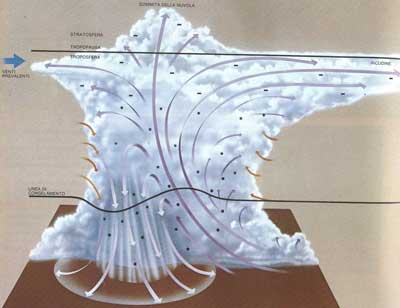 SOMMITÀ DELLA NUVOLA
STRATOSFERA
TROPOPAUSA
TROPOSFERA
VENTI
PREVALENTI
INCUDINE
LINEA DI
CONGELAMENTO